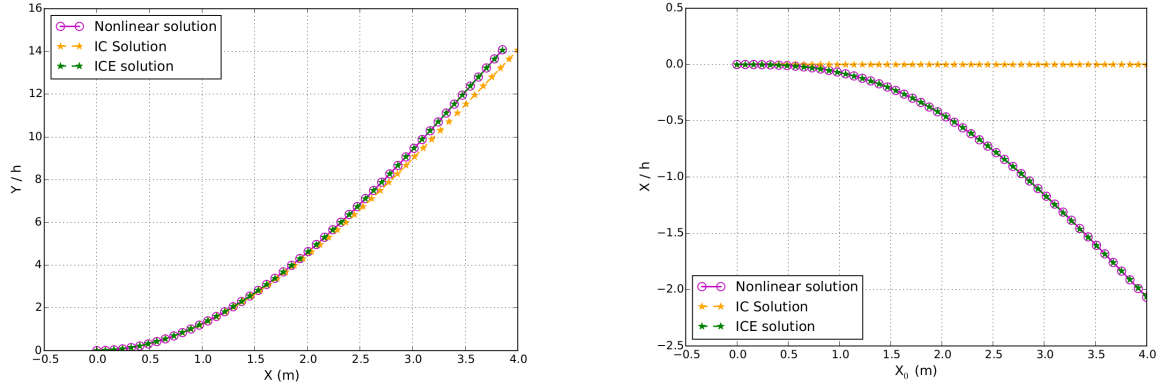 16
14
12
10
8
6
4
2
0
Y / h
Nonlinear solution
IC Solution
ICE solution
−0.5 0.0 0.5 1.0 1.5 2.0 2.5 3.0 3.5 4.0
X (m)
0.5
0.0
−0.5
−1.0
−1.5
−2.0
−2.5
X / h
Nonlinear solution
IC Solution
ICE solution
−0.5 0.0 0.5 1.0 1.5 2.0 2.5 3.0 3.5 4.0
X₀ (m)